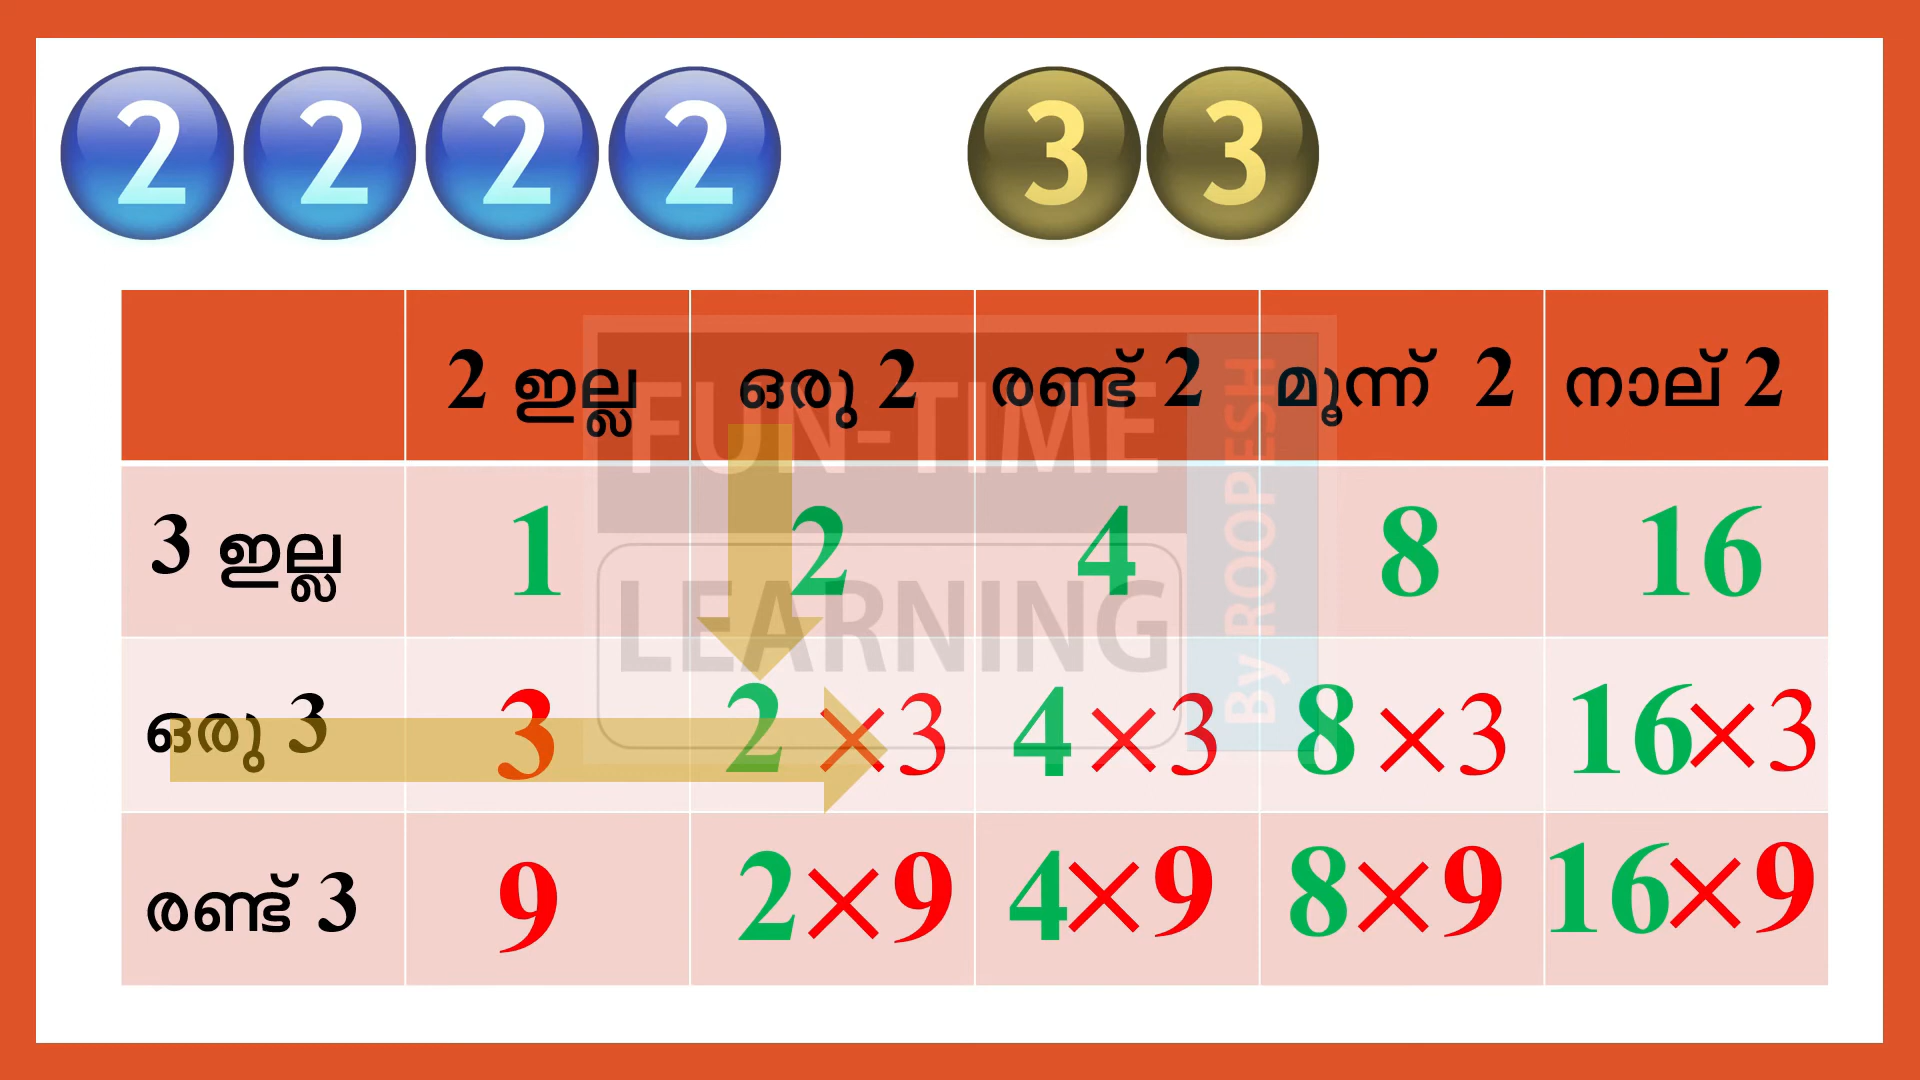 2 2 2 2 3 3
2 ഇല്ല ഒരു 2 രണ്ട് 2 മൂന്ന് 2 നാല് 2
3 ഇല്ല 1 2 4 8 16
ഒരു 3 3 2 ×3 4 ×3 8 ×3 16×3
രണ്ട് 3 9 2×9 4×9 8×9 16×9
FUN-TIME
LEARNING
By ROOPESH